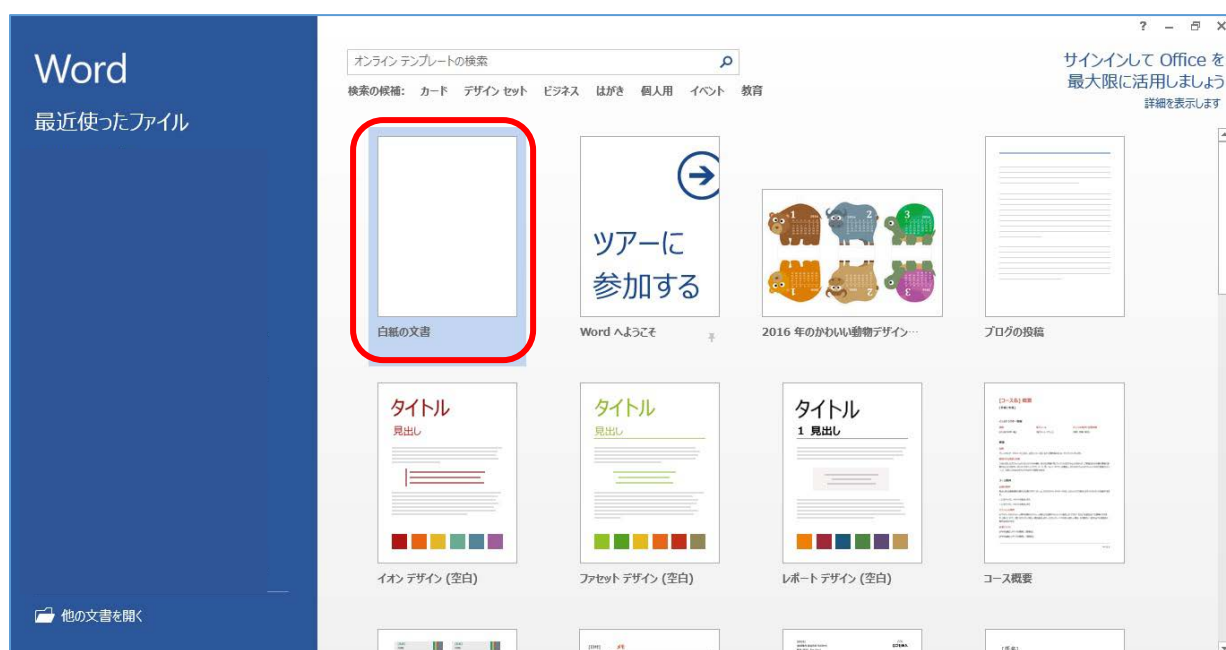 Word
最近使ったファイル
他の文書を開く
?
オンライン テンプレートの検索
検索の候補: カード デザイン セット ビジネス はがき 個人用 イベント 教育
サインインして Office を
最大限に活用しましょう
詳細を表示します
ツアーに
参加する
1 2 3
白紙の文書
Word へようこそ
2016 年のかわいい動物デザイン…
ブログの投稿
タイトル
見出し
タイトル
見出し
タイトル
1 見出し
[コース名] 概要
イオン デザイン (空白)
ファセット デザイン (空白)
レポート デザイン (空白)
コース概要